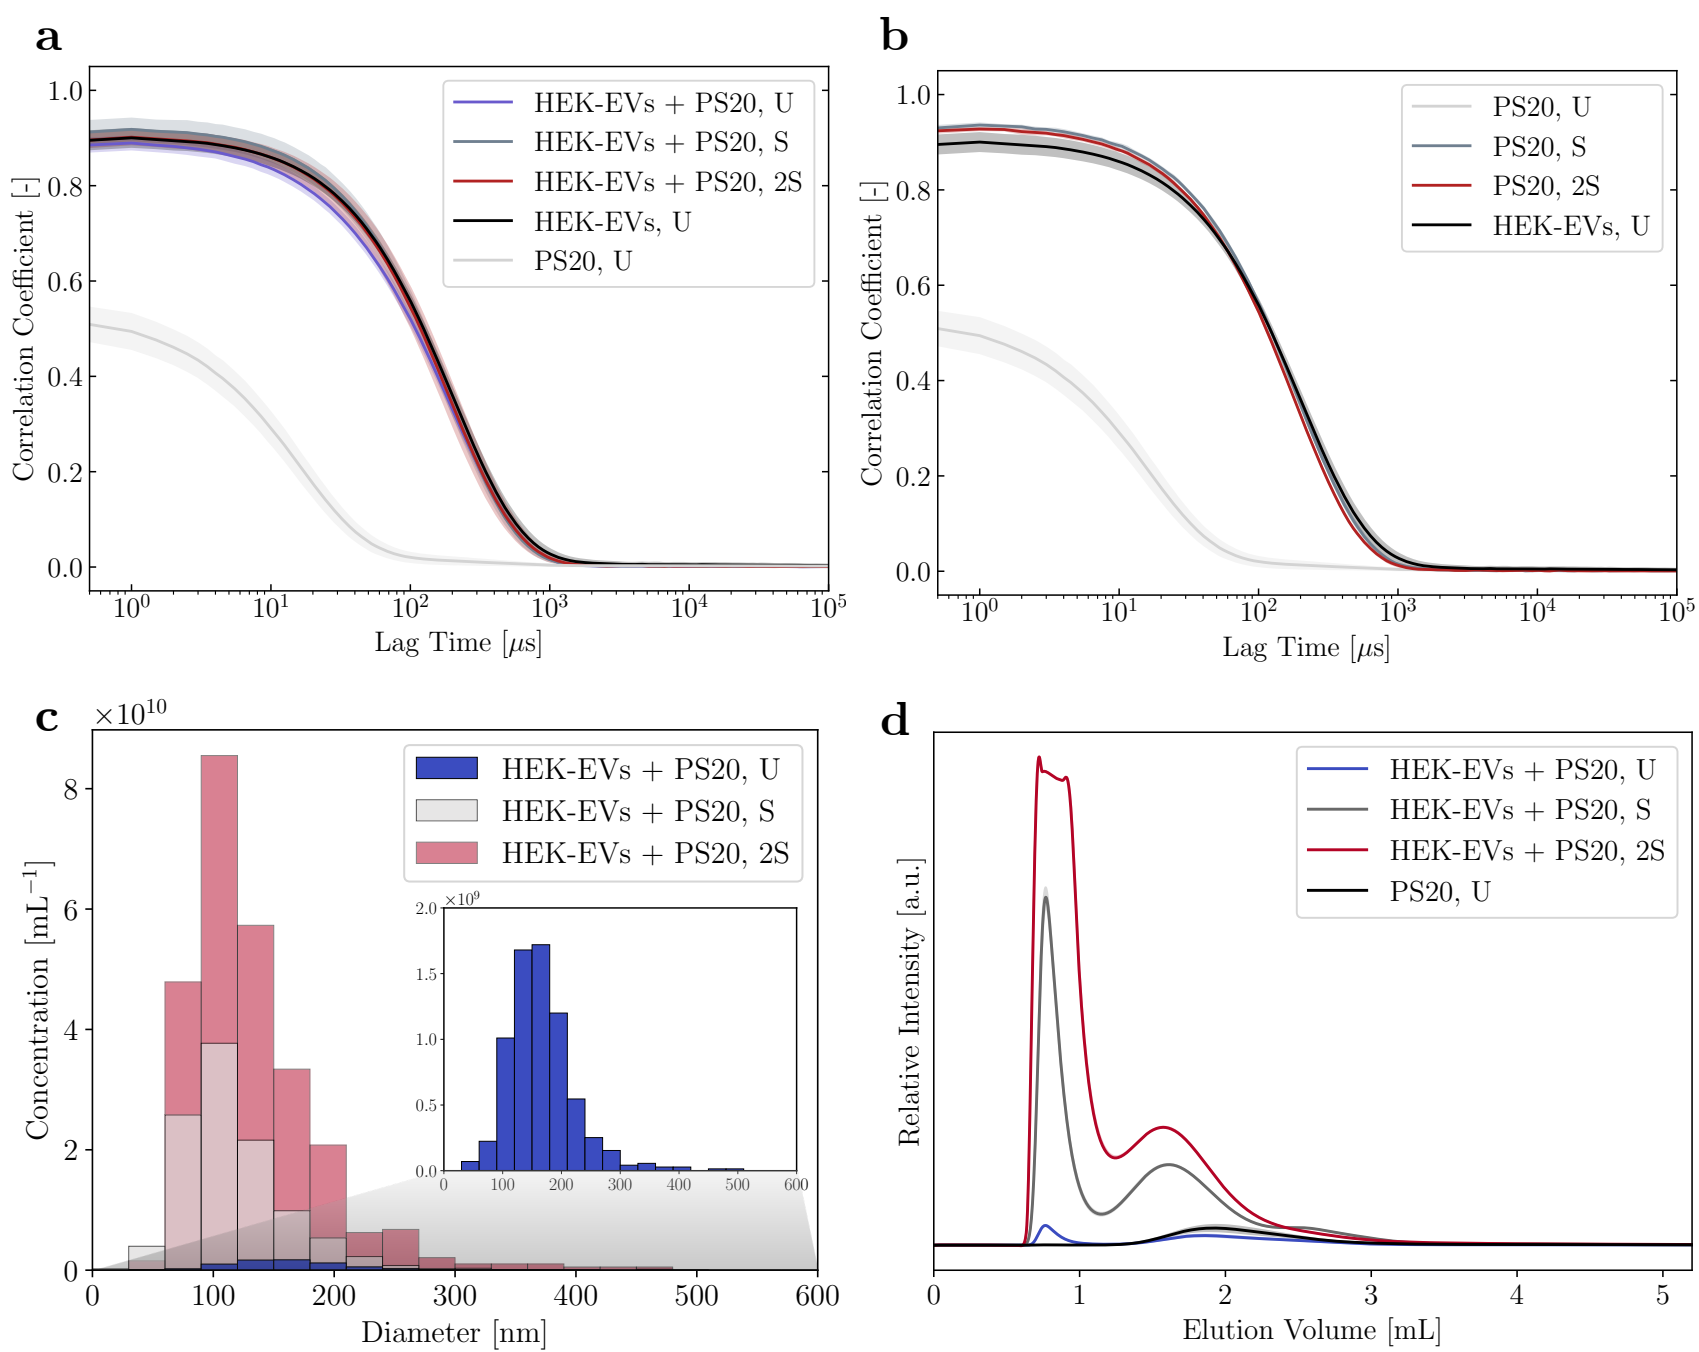 a
1.0
0.8
0.6
0.4
0.2
0.0
Correlation Coefficient [-]
HEK-EVs + PS20, U
HEK-EVs + PS20, S
HEK-EVs + PS20, 2S
HEK-EVs, U
PS20, U
10⁰ 10¹ 10² 10³ 10⁴ 10⁵
Lag Time [μs]
b
1.0
0.8
0.6
0.4
0.2
0.0
Correlation Coefficient [-]
PS20, U
PS20, S
PS20, 2S
HEK-EVs, U
10⁰ 10¹ 10² 10³ 10⁴ 10⁵
Lag Time [μs]
c
×10¹⁰
8
6
4
2
0
Concentration [mL⁻¹]
HEK-EVs + PS20, U
HEK-EVs + PS20, S
HEK-EVs + PS20, 2S
×10⁹
2.0
1.5
1.0
0.5
0.0
0 100 200 300 400 500 600
0 100 200 300 400 500 600
Diameter [nm]
d
Relative Intensity [a.u.]
HEK-EVs + PS20, U
HEK-EVs + PS20, S
HEK-EVs + PS20, 2S
PS20, U
0 1 2 3 4 5
Elution Volume [mL]